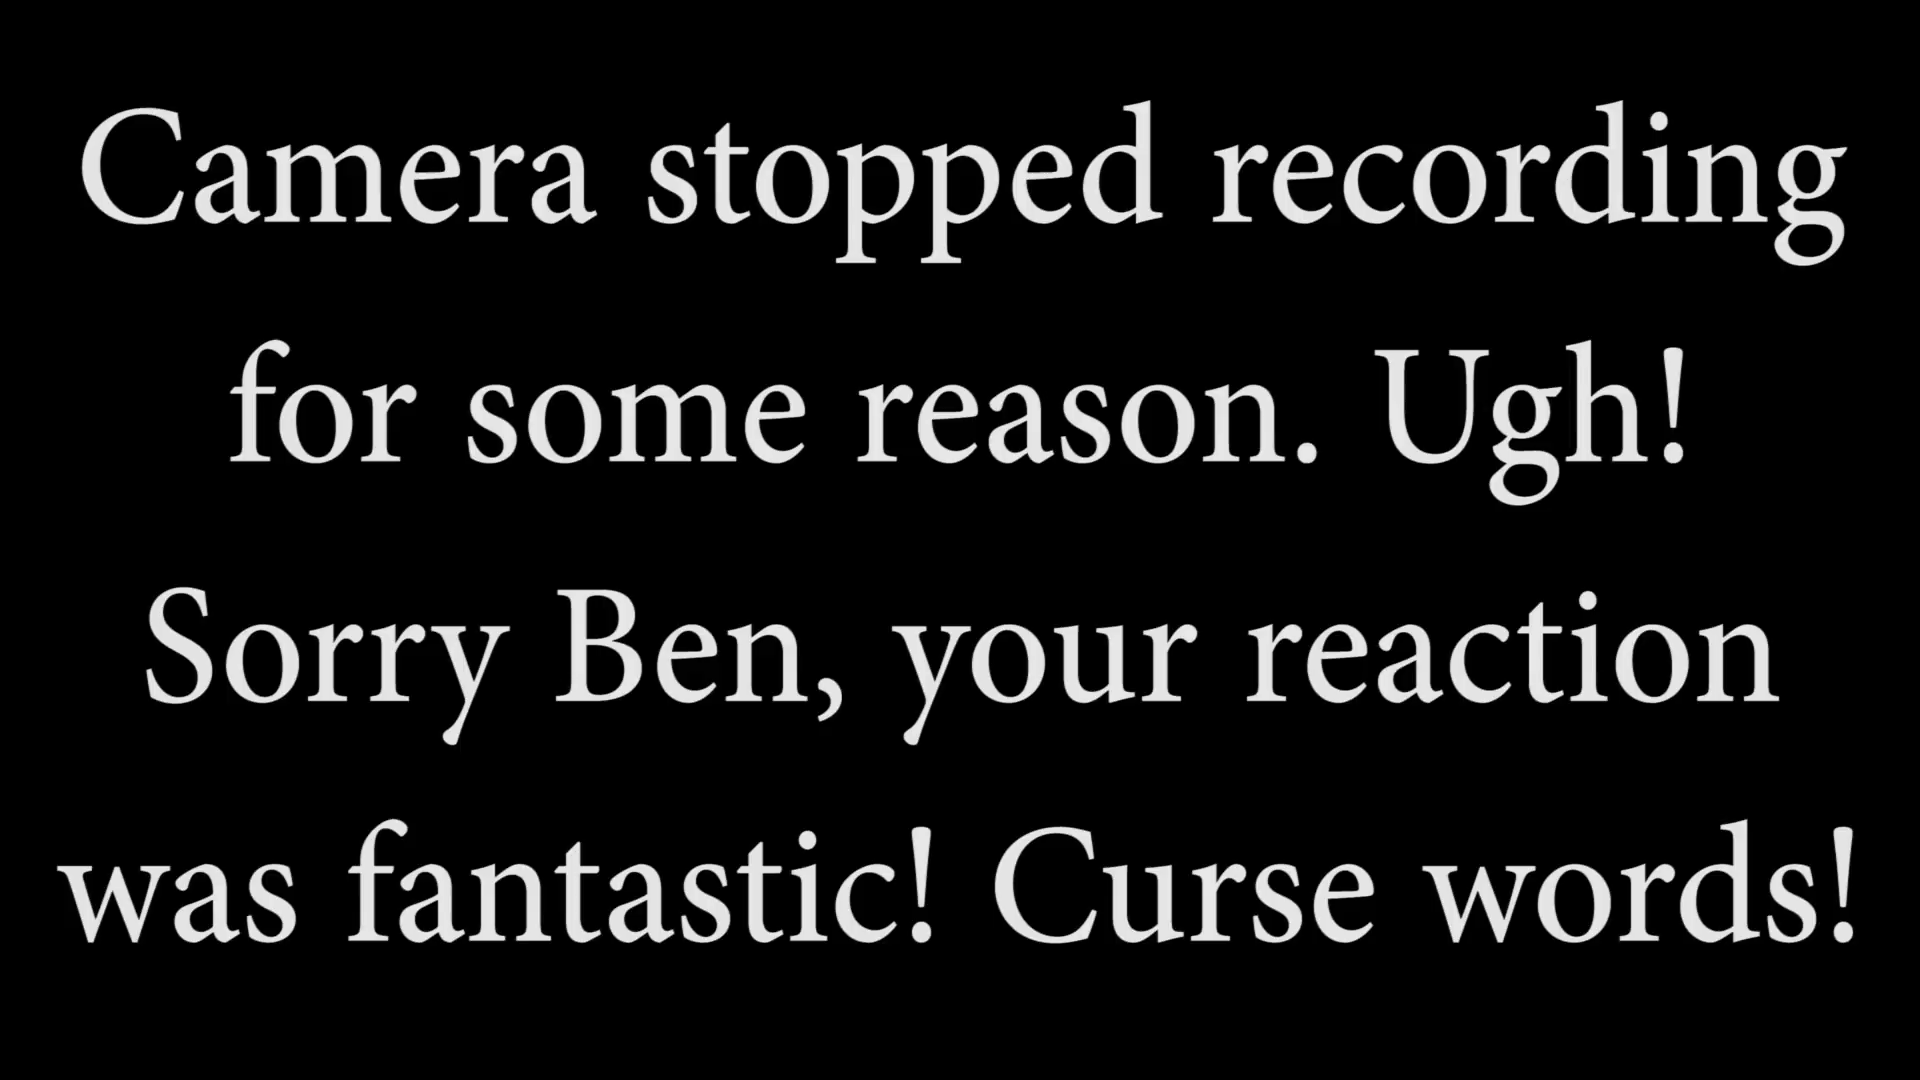 Camera stopped recording
for some reason. Ugh!
Sorry Ben, your reaction
was fantastic! Curse words!